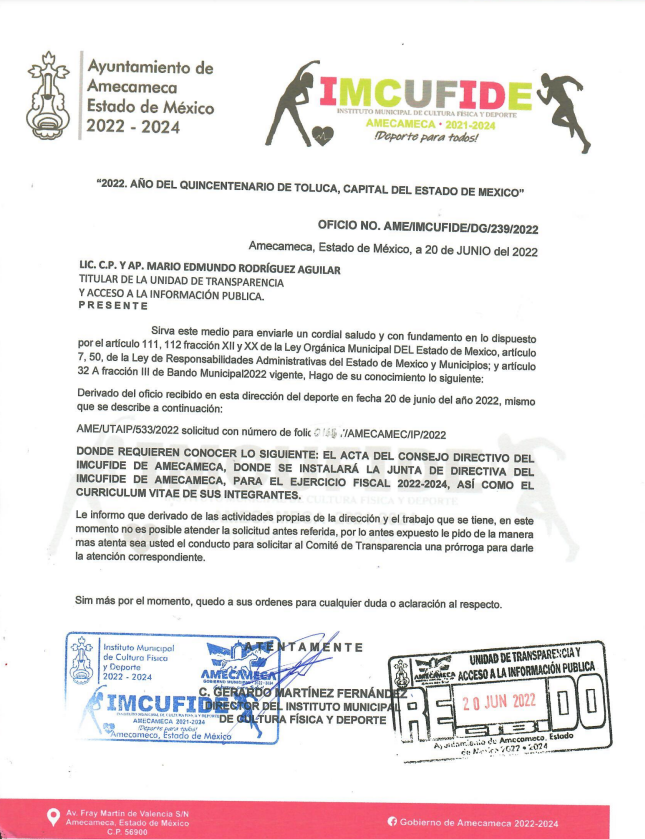 Ayuntamiento de
Amecameca
Estado de México
2022 - 2024
IMCUFIDE
INSTITUTO MUNICIPAL DE CULTURA FISICA Y DEPORTE
AMECAMECA • 2021-2024
¡Deporte para todos!
"2022. AÑO DEL QUINCENTENARIO DE TOLUCA, CAPITAL DEL ESTADO DE MEXICO"
OFICIO NO. AME/IMCUFIDE/DG/239/2022
Amecameca, Estado de México, a 20 de JUNIO del 2022
LIC. C.P. Y AP. MARIO EDMUNDO RODRÍGUEZ AGUILAR
TITULAR DE LA UNIDAD DE TRANSPARENCIA
Y ACCESO A LA INFORMACIÓN PUBLICA.
P R E S E N T E
Sirva este medio para enviarle un cordial saludo y con fundamento en lo dispuesto
por el artículo 111, 112 fracción XII y XX de la Ley Orgánica Municipal DEL Estado de Mexico, artículo
7, 50, de la Ley de Responsabilidades Administrativas del Estado de Mexico y Municipios; y artículo
32 A fracción III de Bando Municipal2022 vigente, Hago de su conocimiento lo siguiente:
Derivado del oficio recibido en esta dirección del deporte en fecha 20 de junio del año 2022, mismo
que se describe a continuación:
AME/UTAIP/533/2022 solicitud con número de folio /AMECAMEC/IP/2022
DONDE REQUIEREN CONOCER LO SIGUIENTE: EL ACTA DEL CONSEJO DIRECTIVO DEL
IMCUFIDE DE AMECAMECA, DONDE SE INSTALARÁ LA JUNTA DE DIRECTIVA DEL
IMCUFIDE DE AMECAMECA, PARA EL EJERCICIO FISCAL 2022-2024, ASÍ COMO EL
CURRICULUM VITAE DE SUS INTEGRANTES.
Le informo que derivado de las actividades propias de la dirección y el trabajo que se tiene, en este
momento no es posible atender la solicitud antes referida, por lo antes expuesto le pido de la manera
mas atenta sea usted el conducto para solicitar al Comité de Transparencia una prórroga para darle
la atención correspondiente.
Sim más por el momento, quedo a sus ordenes para cualquier duda o aclaración al respecto.
A T E N T A M E N T E
C. GERARDO MARTÍNEZ FERNÁNDEZ
DIRECTOR DEL INSTITUTO MUNICIPAL
DE CULTURA FÍSICA Y DEPORTE
Instituto Municipal
de Cultura Física
y Deporte
2022 - 2024
AMECAMECA
IMCUFIDE
AMECAMECA 2021-2024
¡Deporte para todos!
Amecameca, Estado de México
UNIDAD DE TRANSPARENCIA Y
ACCESO A LA INFORMACIÓN PUBLICA
AMECAMECA
20 JUN 2022
RECIBIDO
Ayuntamiento de Amecameca, Estado
de México 2022 • 2024
Av. Fray Martín de Valencia S/N
Amecameca, Estado de México
C.P. 56900
Gobierno de Amecameca 2022-2024